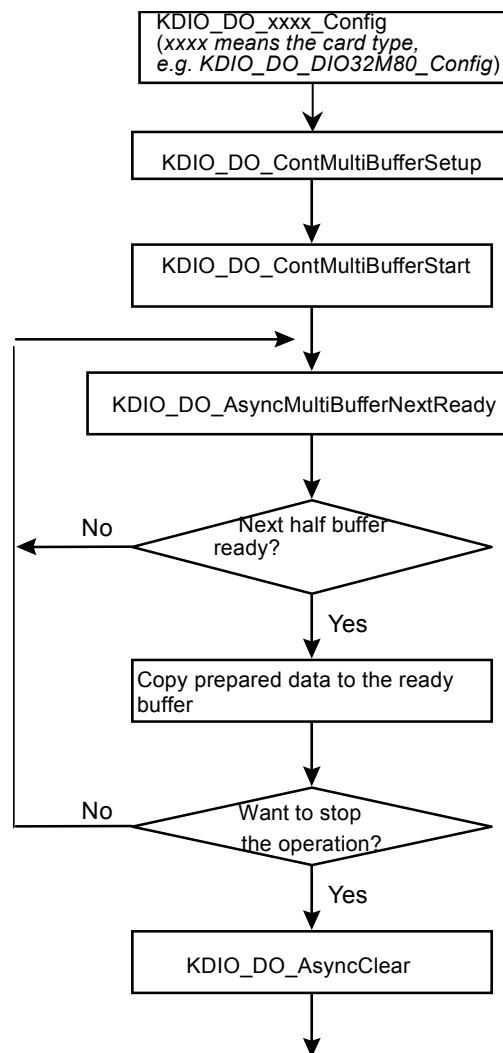 KDIO_DO_xxxx_Config
(xxxx means the card type,
e.g. KDIO_DO_DIO32M80_Config)
KDIO_DO_ContMultiBufferSetup
KDIO_DO_ContMultiBufferStart
KDIO_DO_AsyncMultiBufferNextReady
No
Next half buffer
ready?
Yes
Copy prepared data to the ready
buffer
No
Want to stop
the operation?
Yes
KDIO_DO_AsyncClear